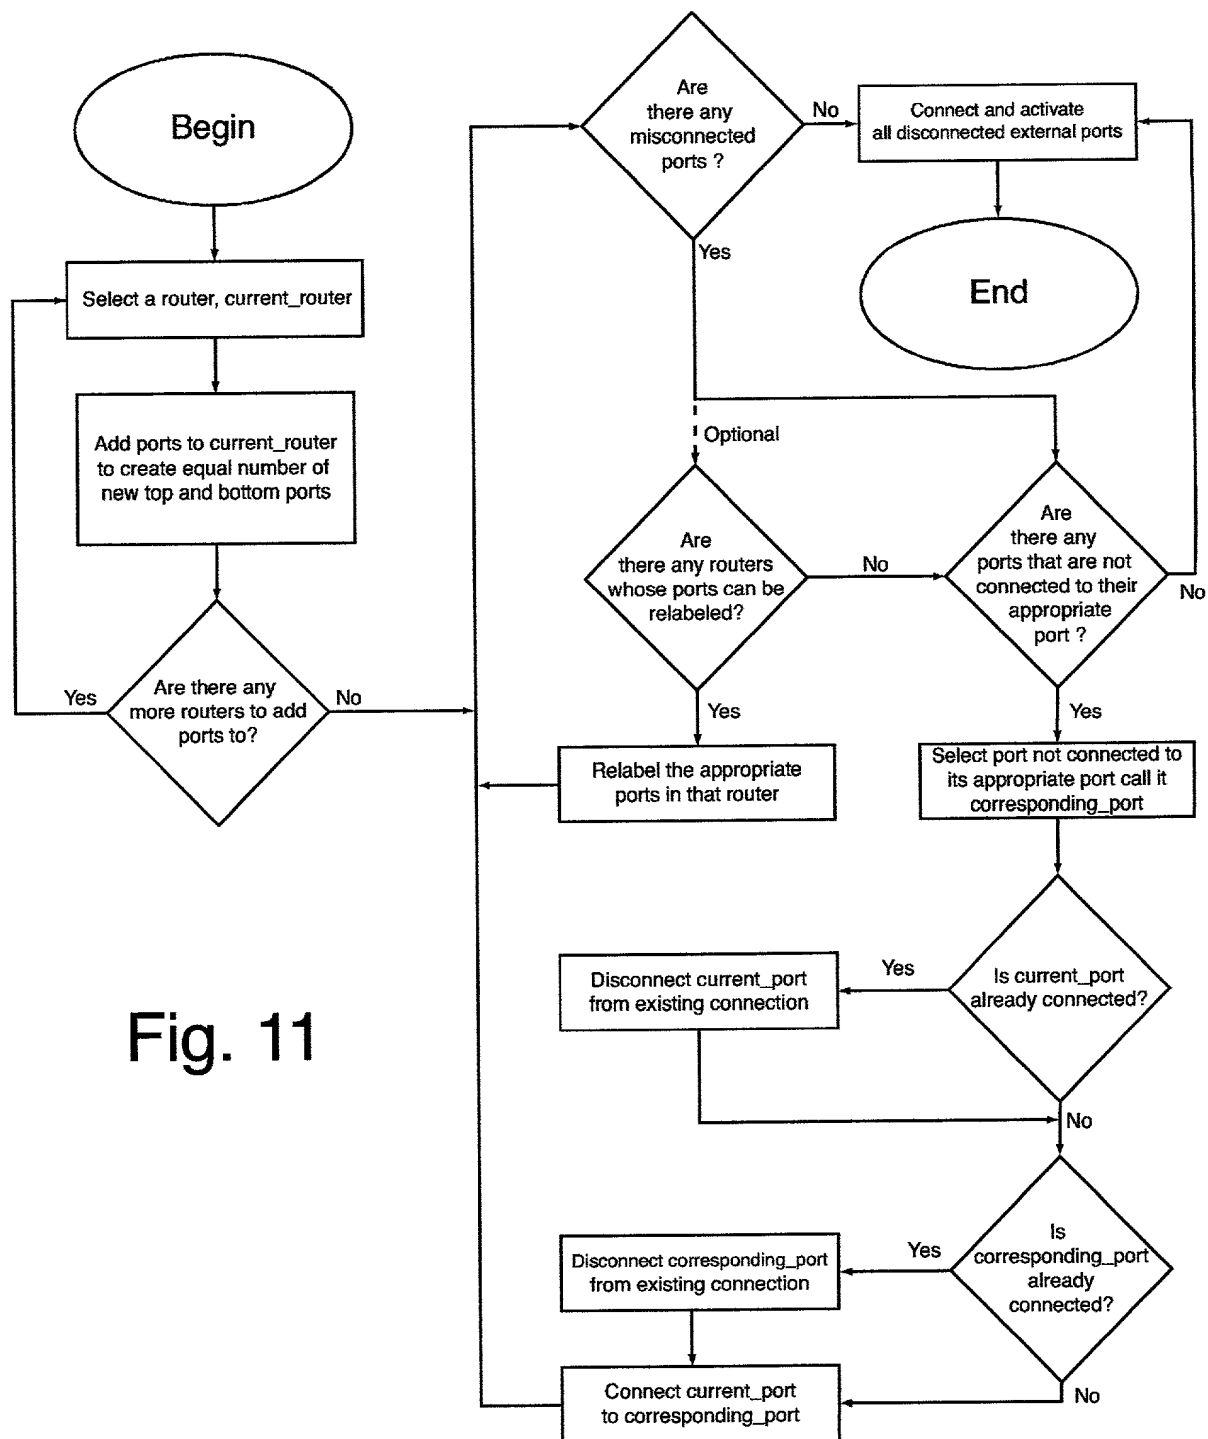 Begin
Select a router, current_router
Add ports to current_router
to create equal number of
new top and bottom ports
Are there any
more routers to add
ports to?
Yes
No
Are
there any
misconnected
ports ?
No
Yes
Connect and activate
all disconnected external ports
End
Optional
Are
there any routers
whose ports can be
relabeled?
No
Yes
Are
there any
ports that are not
connected to their
appropriate
port ?
No
Yes
Relabel the appropriate
ports in that router
Select port not connected to
its appropriate port call it
corresponding_port
Is current_port
already connected?
Yes
No
Disconnect current_port
from existing connection
Is
corresponding_port
already
connected?
Yes
No
Disconnect corresponding_port
from existing connection
Connect current_port
to corresponding_port
Fig. 11